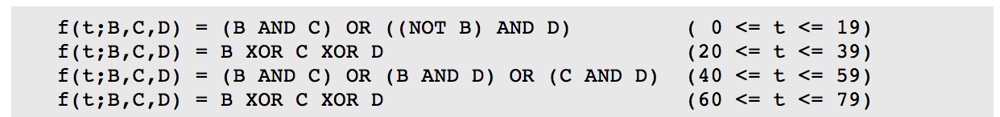 f(t;B,C,D) = (B AND C) OR ((NOT B) AND D) ( 0 <= t <= 19)
f(t;B,C,D) = B XOR C XOR D (20 <= t <= 39)
f(t;B,C,D) = (B AND C) OR (B AND D) OR (C AND D) (40 <= t <= 59)
f(t;B,C,D) = B XOR C XOR D (60 <= t <= 79)